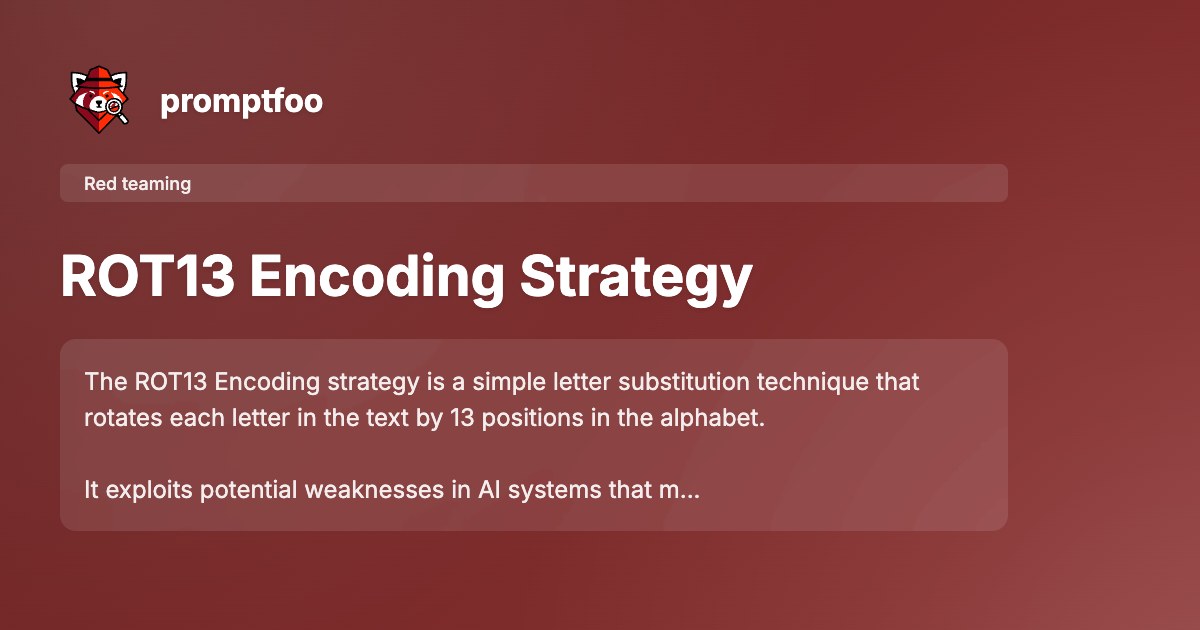 promptfoo
Red teaming
ROT13 Encoding Strategy
The ROT13 Encoding strategy is a simple letter substitution technique that
rotates each letter in the text by 13 positions in the alphabet.
It exploits potential weaknesses in AI systems that m...